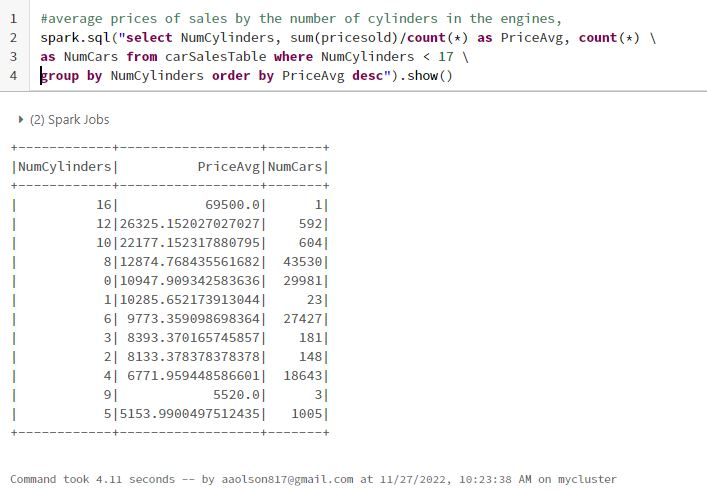 1 #average prices of sales by the number of cylinders in the engines,
2 spark.sql("select NumCylinders, sum(pricesold)/count(*) as PriceAvg, count(*) \
3 as NumCars from carSalesTable where NumCylinders < 17 \
4 group by NumCylinders order by PriceAvg desc").show()
(2) Spark Jobs
+------------+------------------+-------+
|NumCylinders|          PriceAvg|NumCars|
+------------+------------------+-------+
|          16|           69500.0|      1|
|          12|26325.152027027027|    592|
|          10|22177.152317880795|    604|
|           8|12874.768435561682|  43530|
|           0|10947.909342583636|  29981|
|           1|10285.652173913044|     23|
|           6| 9773.359098698364|  27427|
|           3| 8393.370165745857|    181|
|           2| 8133.378378378378|    148|
|           4| 6771.959448586601|  18643|
|           9|            5520.0|      3|
|           5|5153.9900497512435|   1005|
+------------+------------------+-------+
Command took 4.11 seconds -- by aaolson817@gmail.com at 11/27/2022, 10:23:38 AM on mycluster